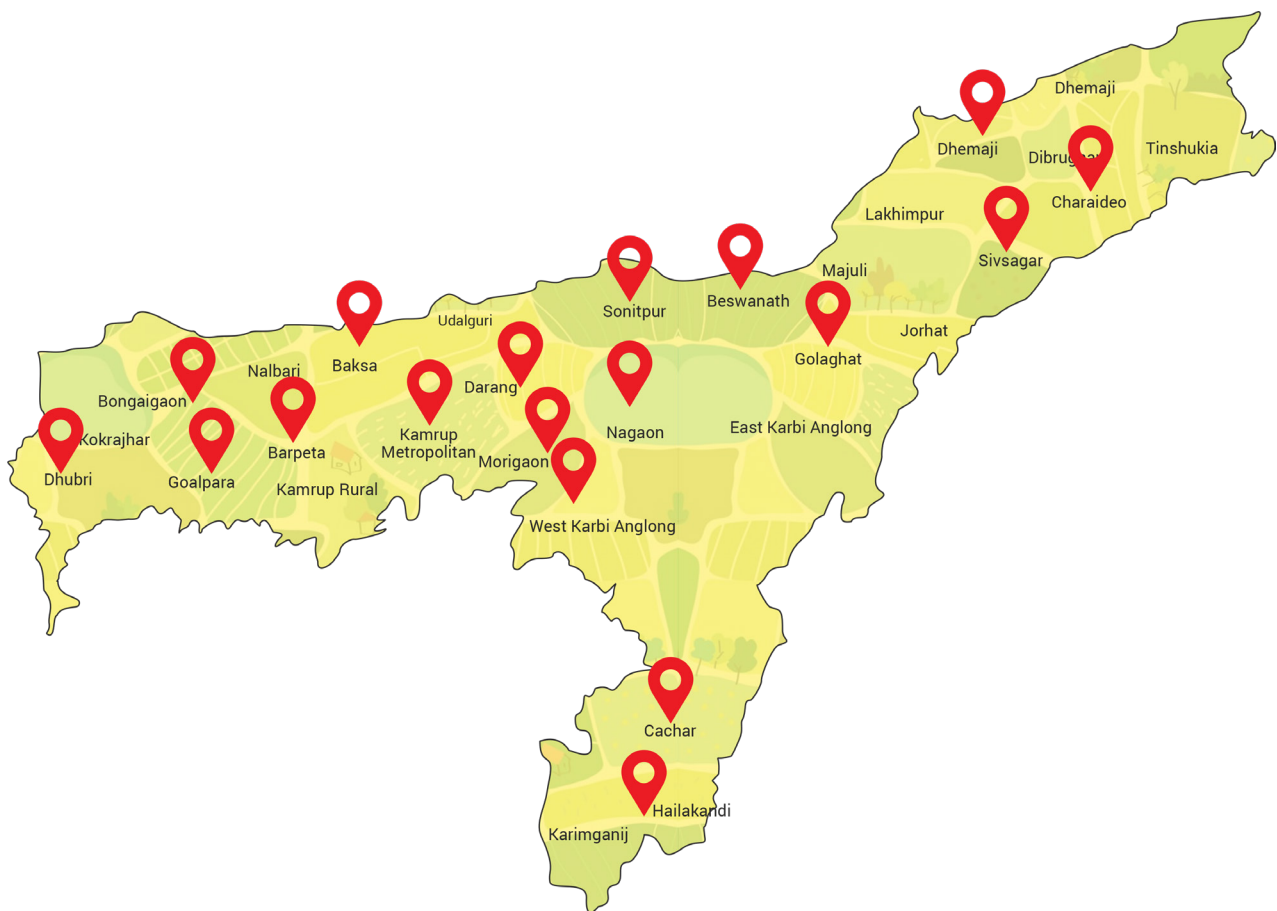 Dhemaji
Dhemaji
Tinshukia
Charaideo
Lakhimpur
Sivsagar
Majuli
Beswanath
Sonitpur
Udalguri
Jorhat
Golaghat
Baksa
Nalbari
Darang
Bongaigaon
East Karbi Anglong
Nagaon
Kamrup
Metropolitan
Kokrajhar
Barpeta
Morigaon
Dhubri
Goalpara
Kamrup Rural
West Karbi Anglong
Cachar
Hailakandi
Karimganij